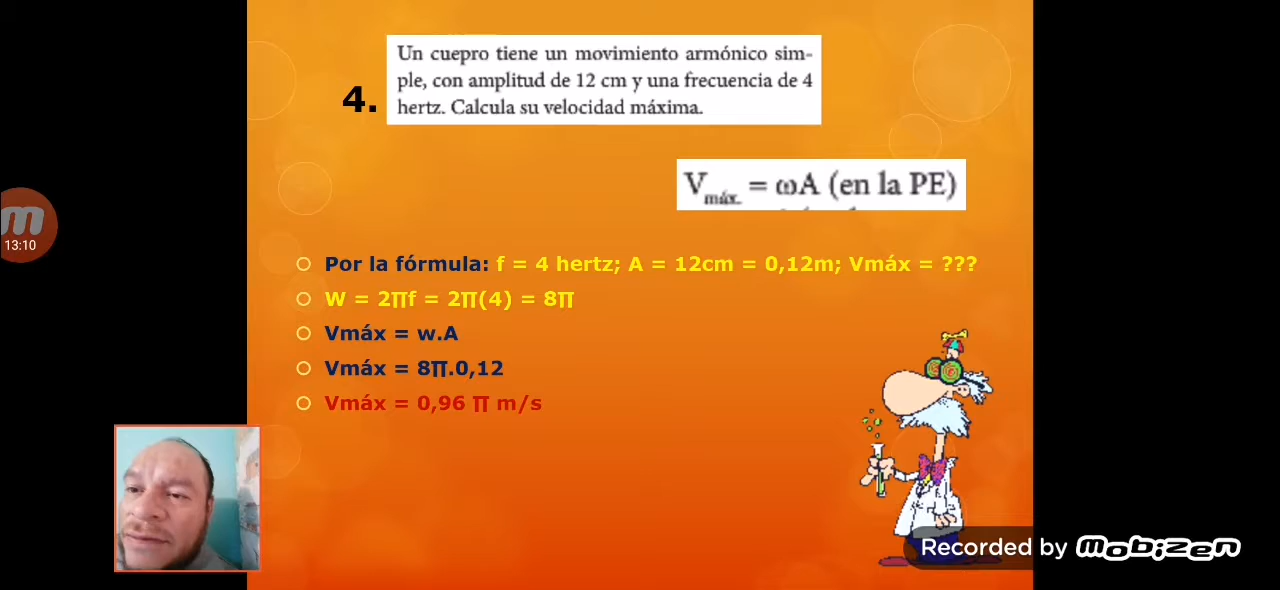 Un cuepro tiene un movimiento armónico sim-
ple, con amplitud de 12 cm y una frecuencia de 4
4. hertz. Calcula su velocidad máxima.
Vmáx. = ωA (en la PE)
13:10
Por la fórmula: f = 4 hertz; A = 12cm = 0,12m; Vmáx = ???
W = 2πf = 2π(4) = 8π
Vmáx = w.A
Vmáx = 8π.0,12
Vmáx = 0,96 π m/s
Recorded by mobizen